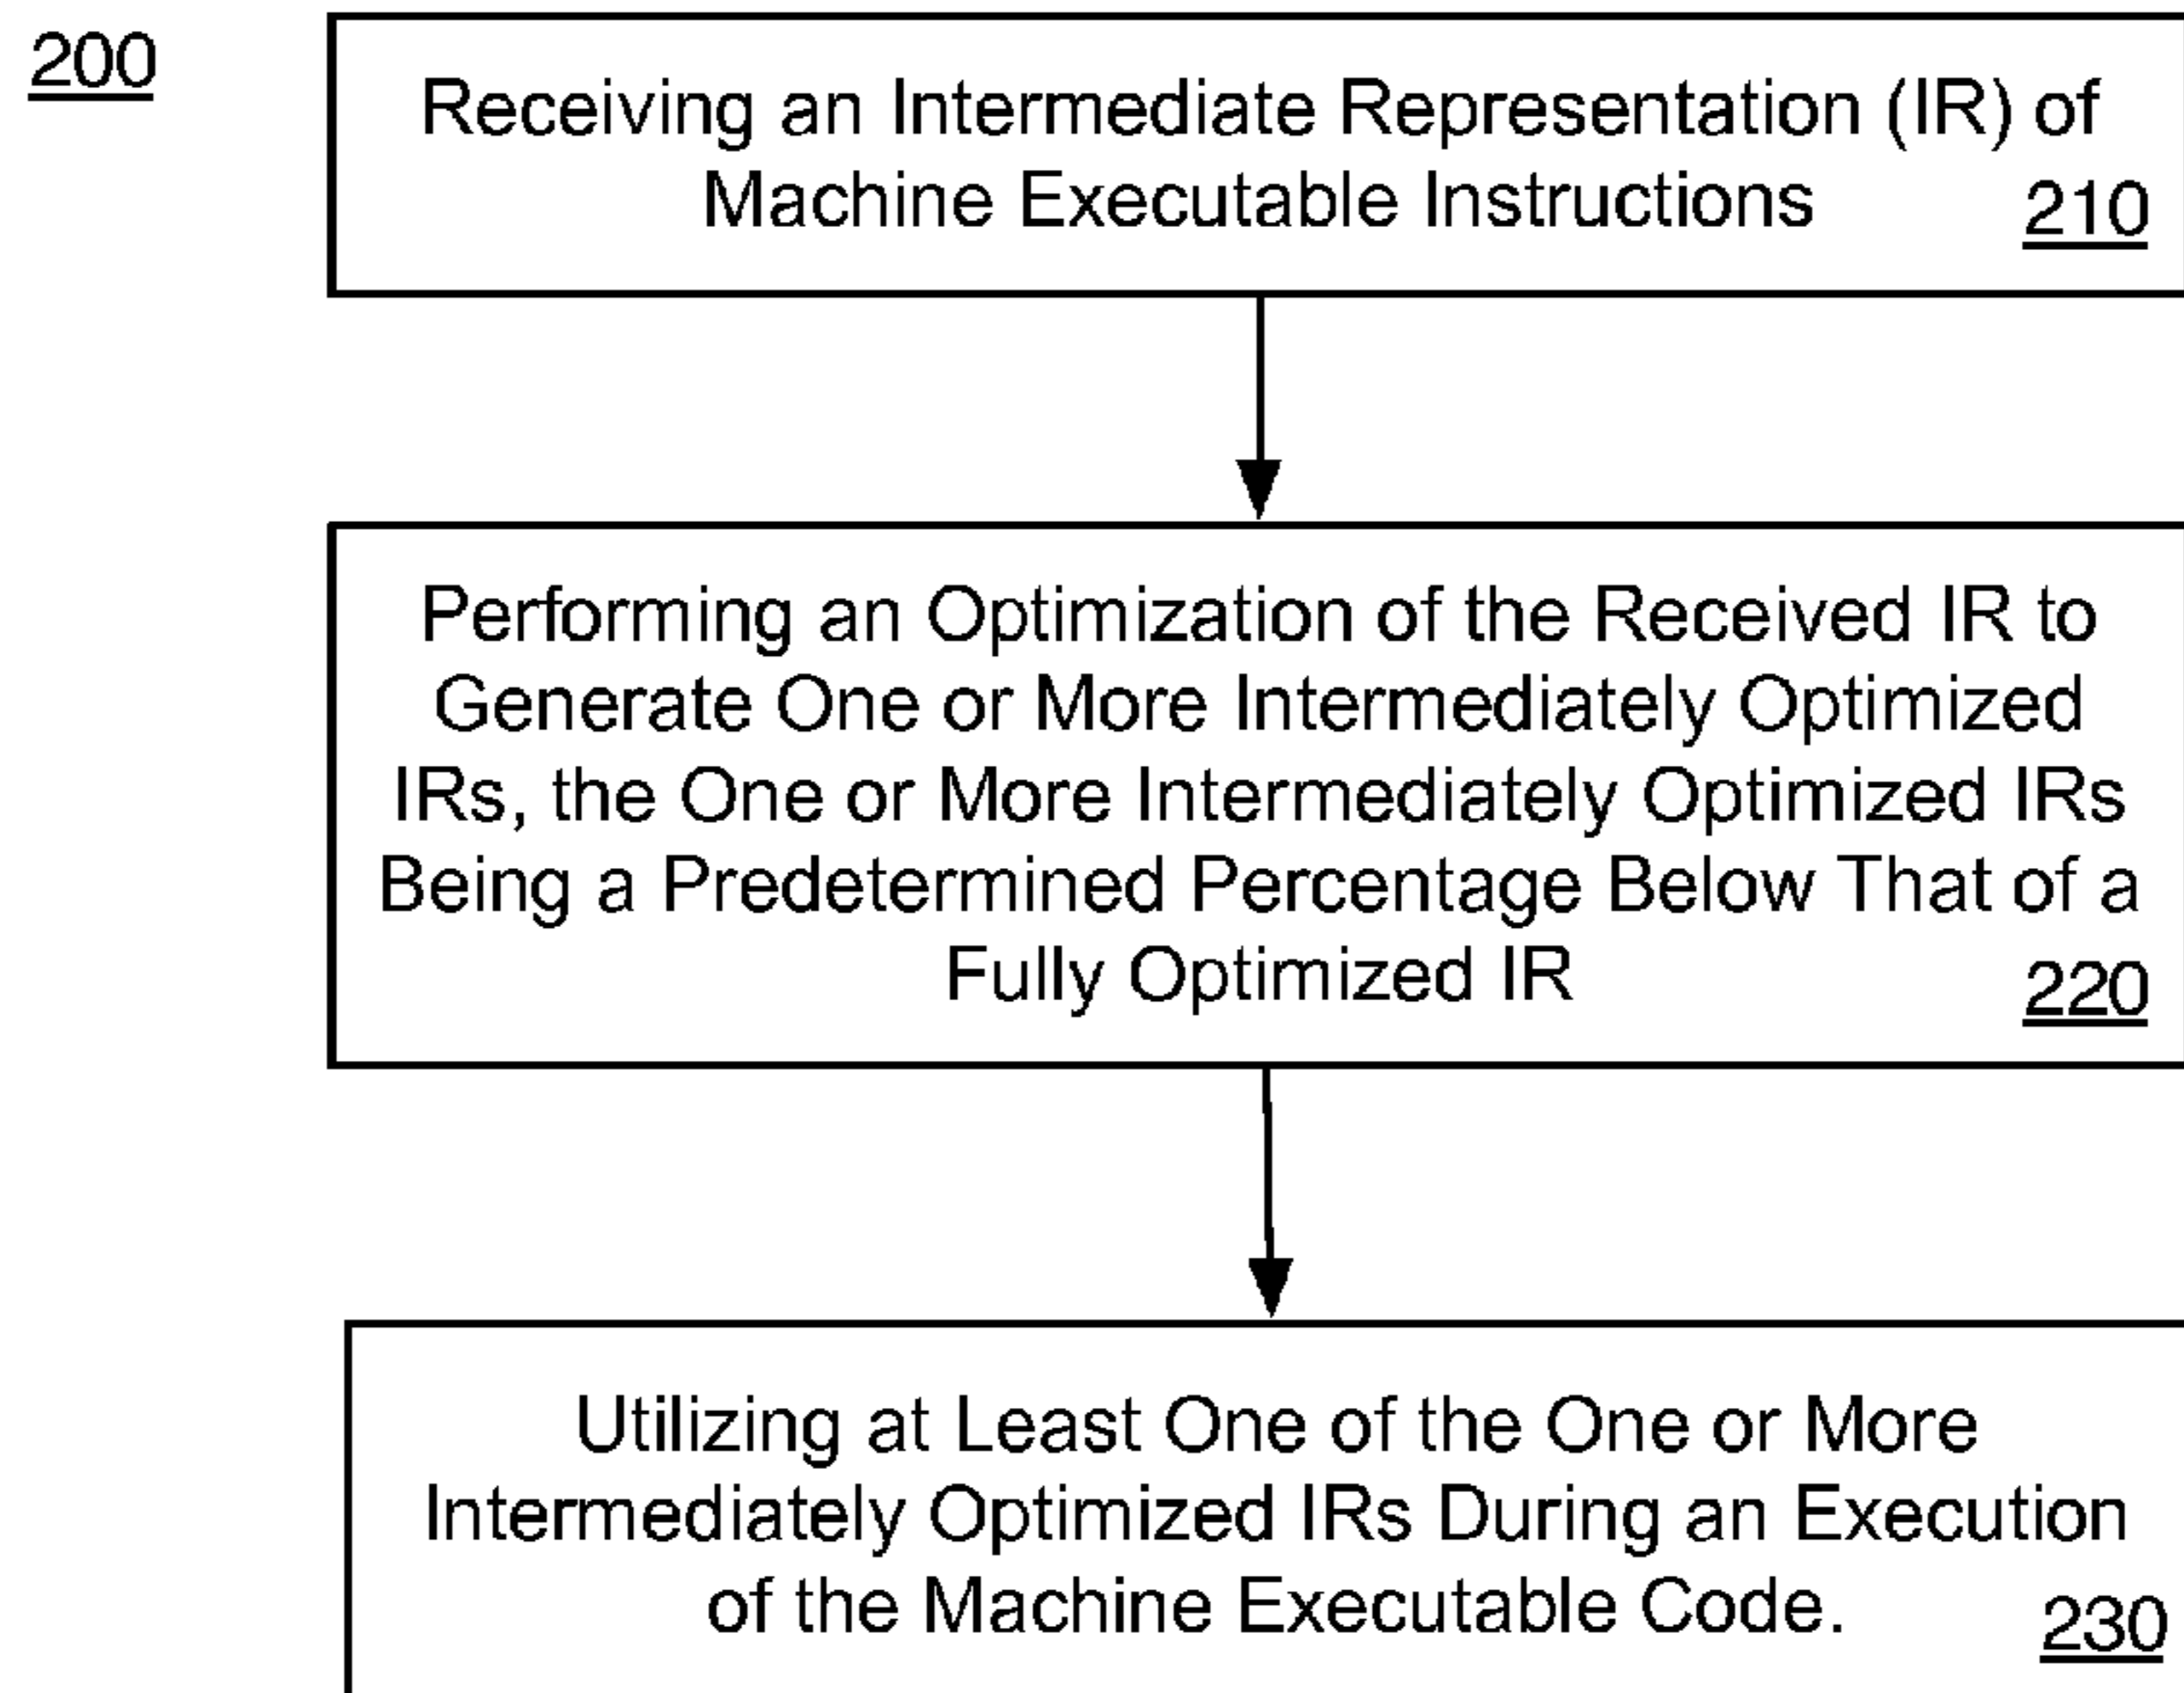 200
Receiving an Intermediate Representation (IR) of
Machine Executable Instructions
210
Performing an Optimization of the Received IR to
Generate One or More Intermediately Optimized
IRs, the One or More Intermediately Optimized IRs
Being a Predetermined Percentage Below That of a
Fully Optimized IR
220
Utilizing at Least One of the One or More
Intermediately Optimized IRs During an Execution
of the Machine Executable Code.
230